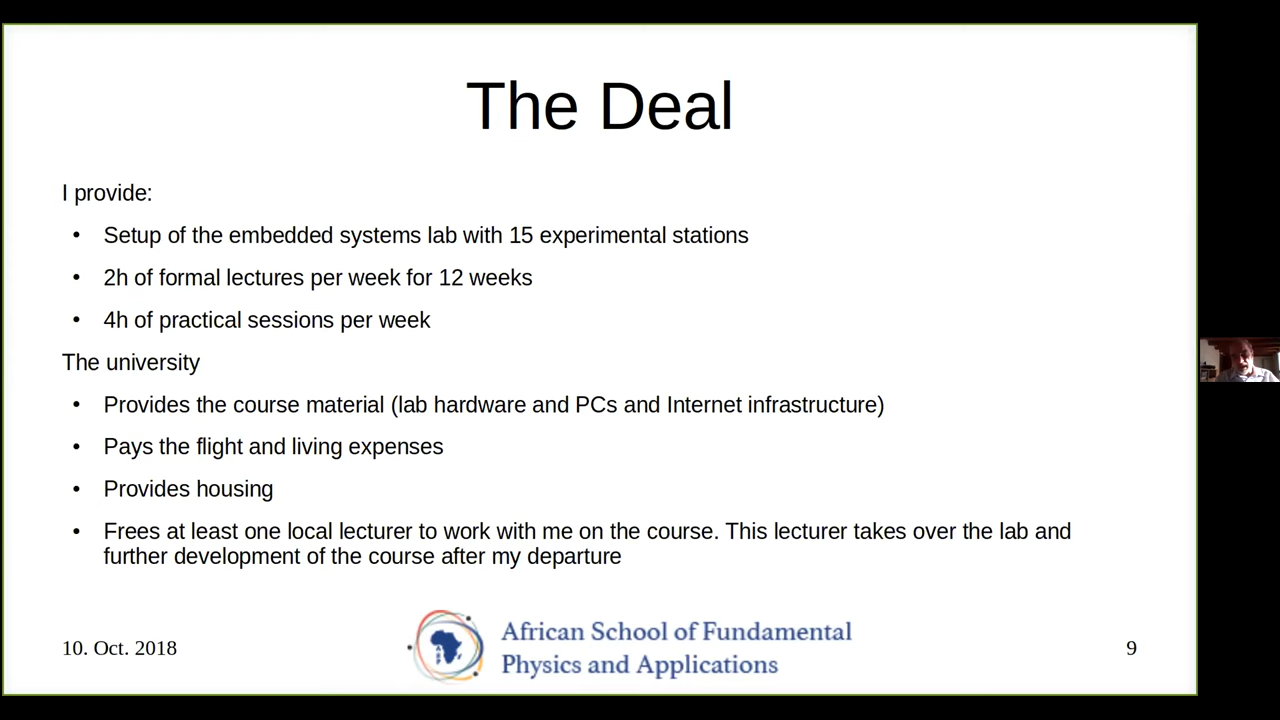 The Deal
I provide:
• Setup of the embedded systems lab with 15 experimental stations
• 2h of formal lectures per week for 12 weeks
• 4h of practical sessions per week
The university
• Provides the course material (lab hardware and PCs and Internet infrastructure)
• Pays the flight and living expenses
• Provides housing
• Frees at least one local lecturer to work with me on the course. This lecturer takes over the lab and
further development of the course after my departure
10. Oct. 2018
African School of Fundamental
Physics and Applications
9